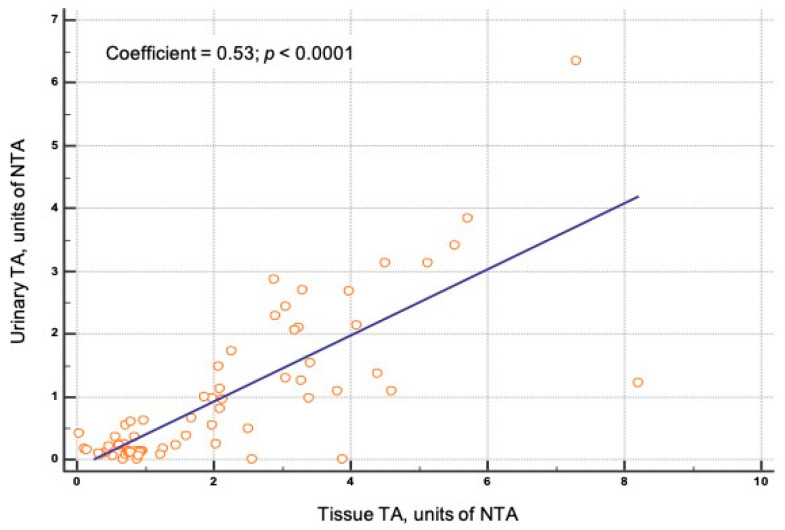 Coefficient = 0.53; p < 0.0001
7
6
5
4
3
2
1
0
Urinary TA, units of NTA
0 2 4 6 8 10
Tissue TA, units of NTA